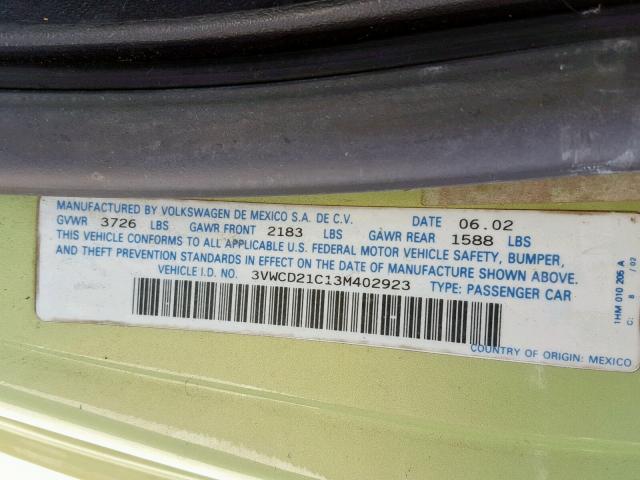 MANUFACTURED BY VOLKSWAGEN DE MEXICO S.A. DE C.V. DATE 06.02
GVWR 3726 LBS GAWR FRONT 2183 LBS GAWR REAR 1588 LBS
THIS VEHICLE CONFORMS TO ALL APPLICABLE U.S. FEDERAL MOTOR VEHICLE SAFETY, BUMPER,
AND THEFT PREVENTION STANDARDS IN EFFECT ON THE DATE OF MANUFACTURE SHOWN ABOVE.
VEHICLE I.D. NO. 3VWCD21C13M402923 TYPE: PASSENGER CAR
COUNTRY OF ORIGIN: MEXICO
1HM 010 205 A
C: 8 . 02